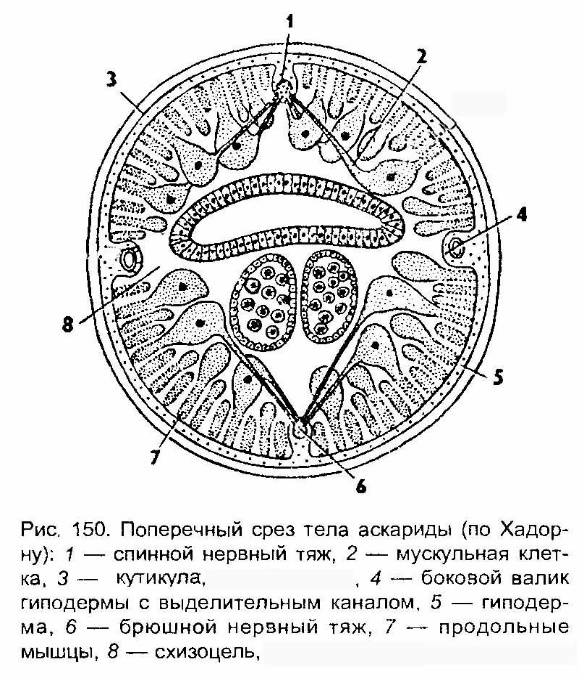 1
2
3
4
8
5
7
6
Рис. 150. Поперечный срез тела аскариды (по Хадор-
ну): 1 — спинной нервный тяж, 2 — мускульная клет-
ка, 3 — кутикула, , 4 — боковой валик
гиподермы с выделительным каналом, 5 — гиподер-
ма, 6 — брюшной нервный тяж, 7 — продольные
мышцы, 8 — схизоцель,